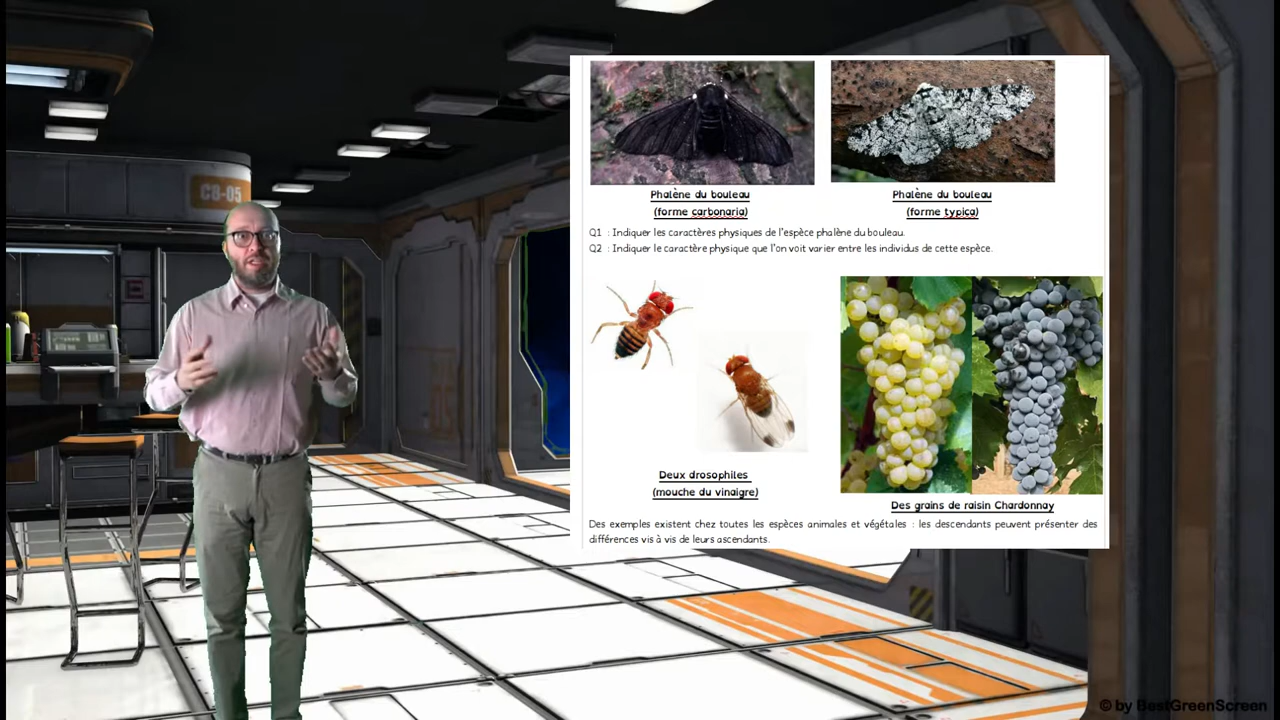 C8-05
Phalène du bouleau
(forme carbonaria)
Phalène du bouleau
(forme typica)
Q1 : Indiquer les caractères physiques de l'espèce phalène du bouleau.
Q2 : Indiquer le caractère physique que l'on voit varier entre les individus de cette espèce.
Deux drosophiles
(mouche du vinaigre)
Des grains de raisin Chardonnay
Des exemples existent chez toutes les espèces animales et végétales : les descendants peuvent présenter des
différences vis à vis de leurs ascendants.
© by BestGreenScreen